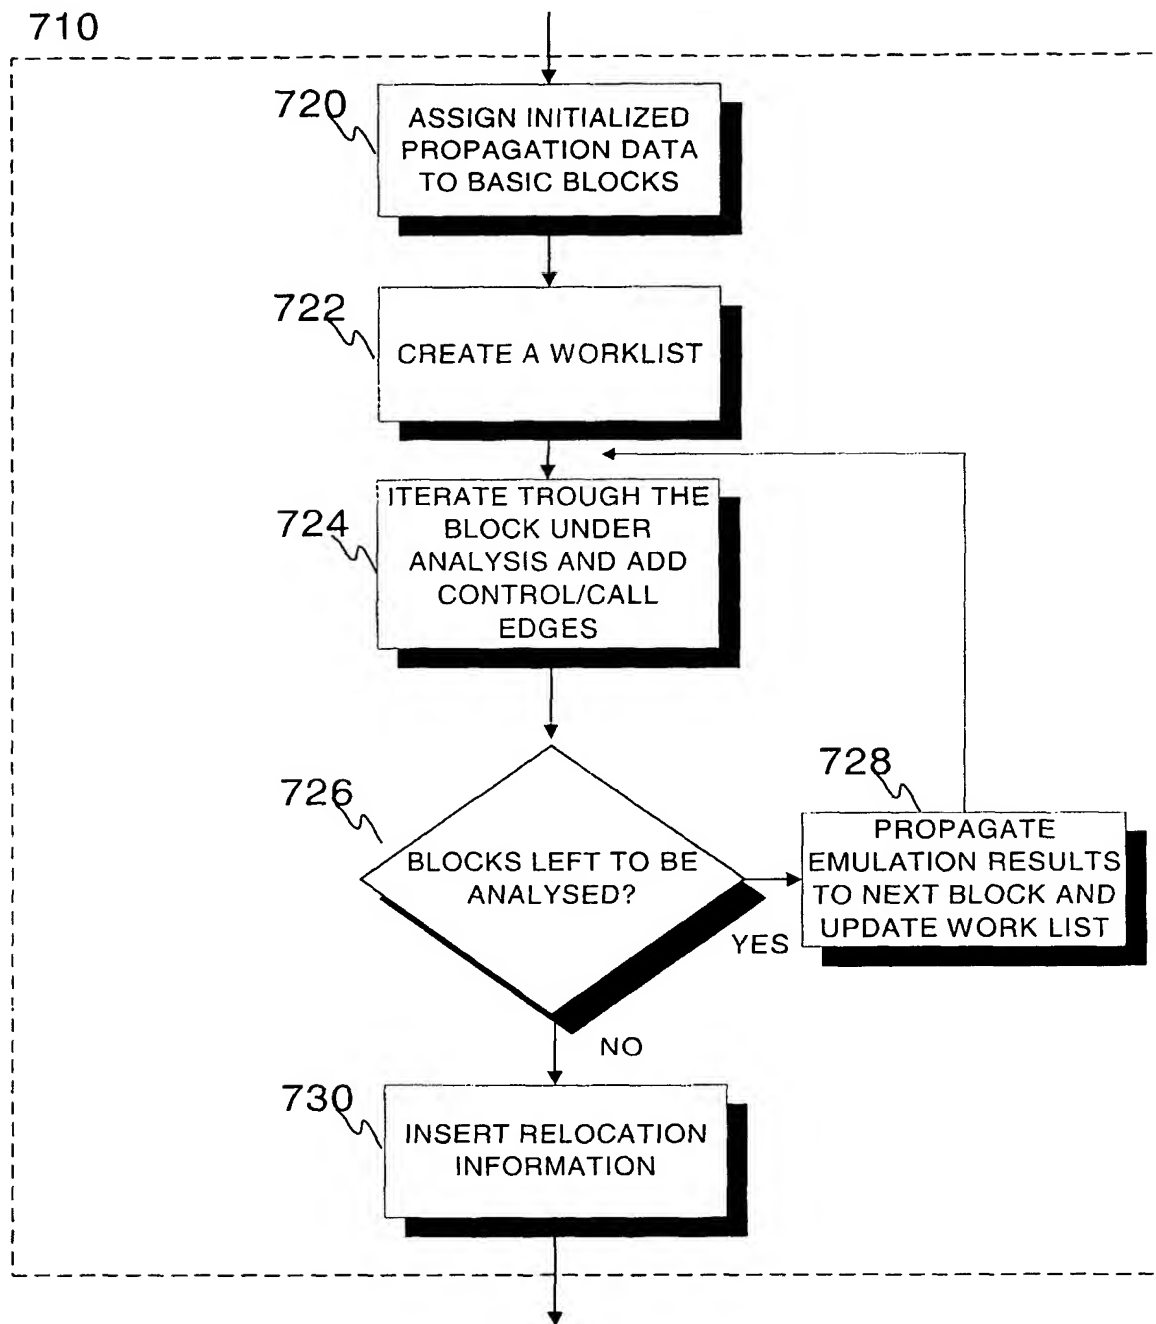 710
720
ASSIGN INITIALIZED
PROPAGATION DATA
TO BASIC BLOCKS
722
CREATE A WORKLIST
724
ITERATE TROUGH THE
BLOCK UNDER
ANALYSIS AND ADD
CONTROL/CALL
EDGES
726
BLOCKS LEFT TO BE
ANALYSED?
YES
728
PROPAGATE
EMULATION RESULTS
TO NEXT BLOCK AND
UPDATE WORK LIST
NO
730
INSERT RELOCATION
INFORMATION